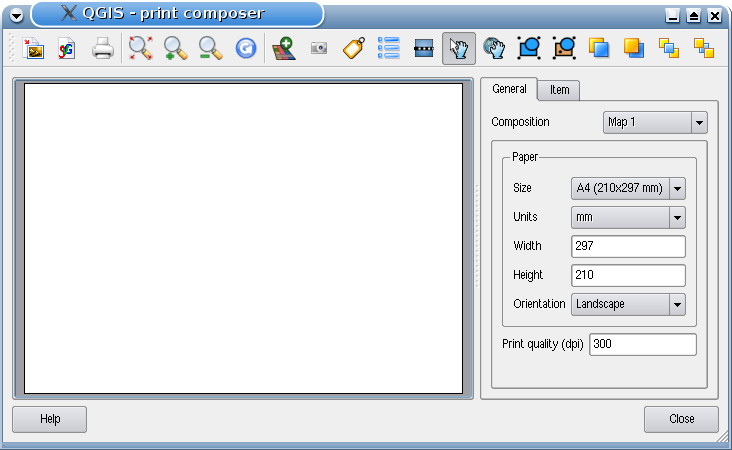 QGIS - print composer
General
Item
Composition
Map 1
Paper
Size
A4 (210x297 mm)
Units
mm
Width
297
Height
210
Orientation
Landscape
Print quality (dpi)
300
Help
Close